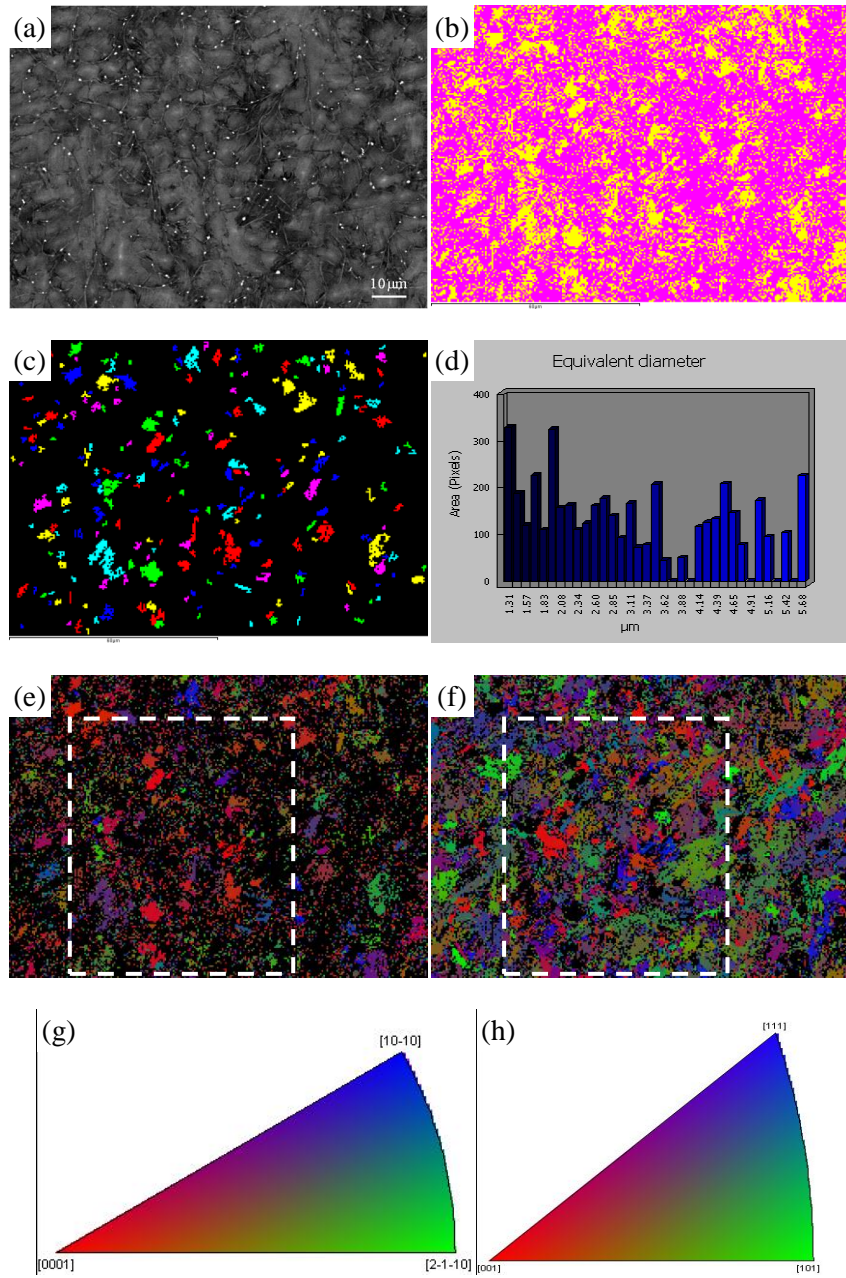 (a)
10 μm
(b)
60μm
(c)
60μm
(d)
Equivalent diameter
Area (Pixels)
400
300
200
100
0
1.31
1.57
1.83
2.08
2.34
2.60
2.85
3.11
3.37
3.62
3.88
4.14
4.39
4.65
4.91
5.16
5.42
5.68
μm
(e)
(f)
(g)
[10-10]
[0001]
[2-1-10]
(h)
[111]
[001]
[101]